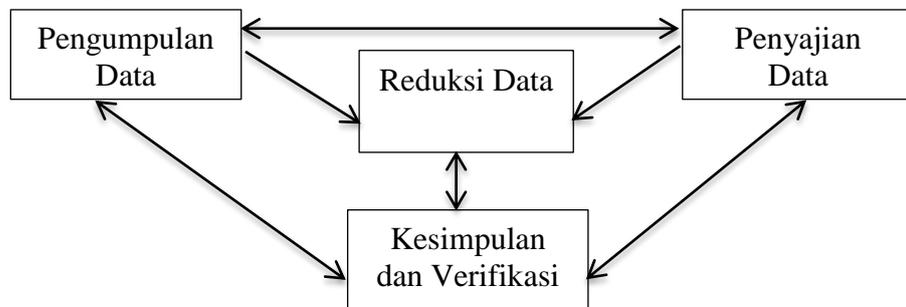 Pengumpulan
Data
Reduksi Data
Penyajian
Data
Kesimpulan
dan Verifikasi